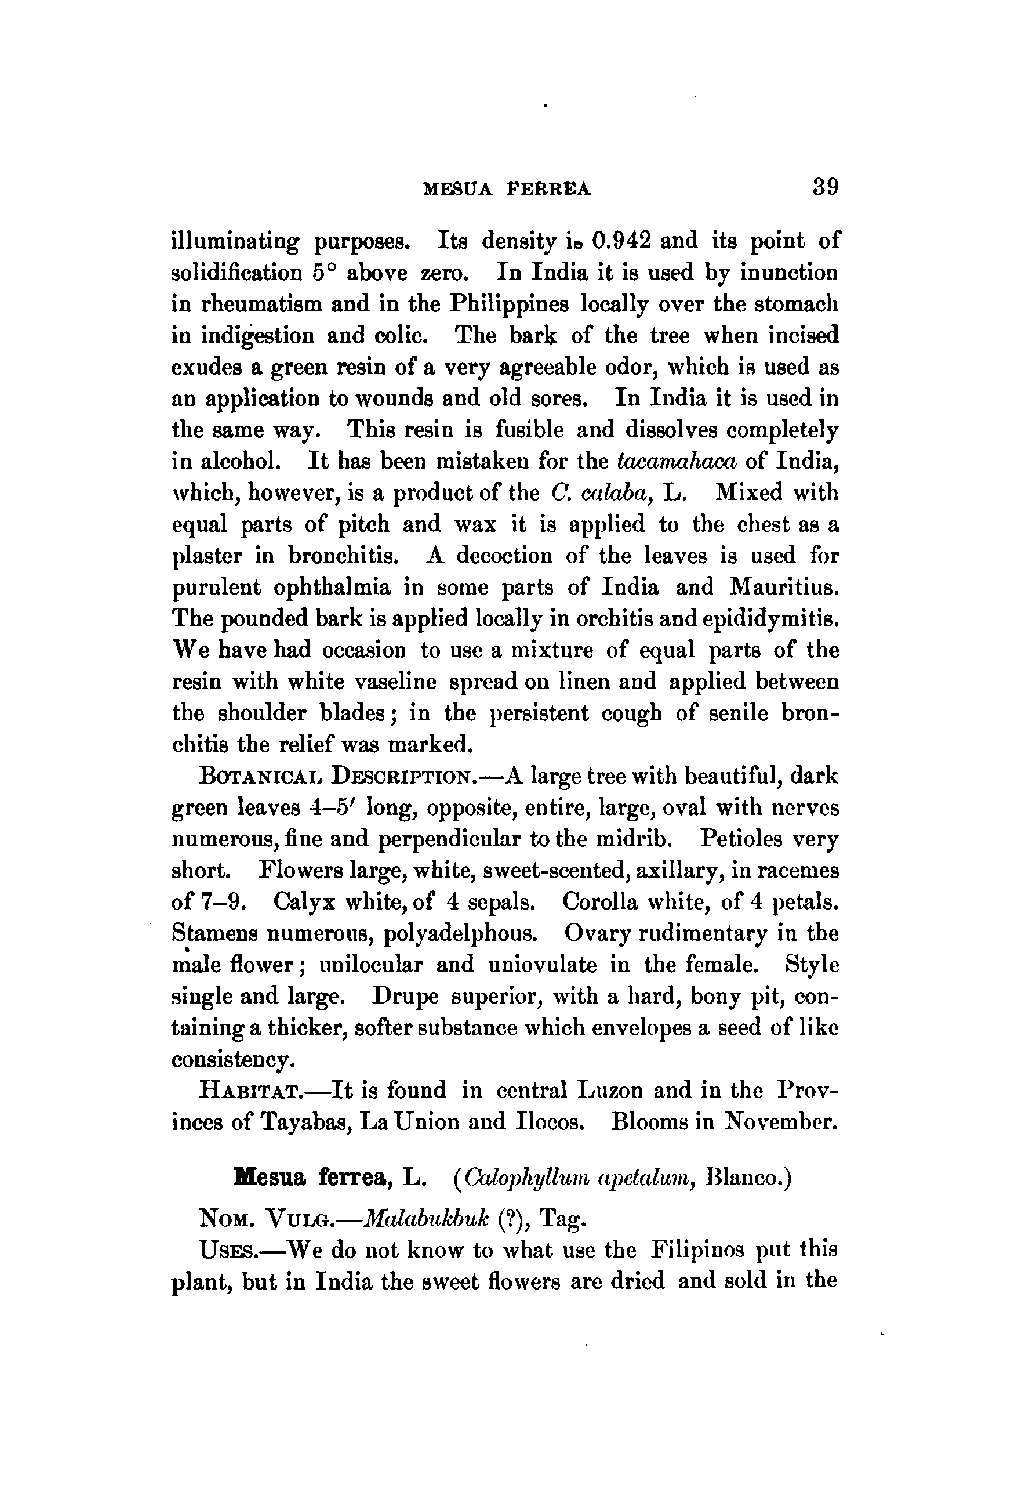 MESUA FERREA 39
illuminating purposes. Its density is 0.942 and its point of
solidification 5° above zero. In India it is used by inunction
in rheumatism and in the Philippines locally over the stomach
in indigestion and colic. The bark of the tree when incised
exudes a green resin of a very agreeable odor, which is used as
an application to wounds and old sores. In India it is used in
the same way. This resin is fusible and dissolves completely
in alcohol. It has been mistaken for the tacamahaca of India,
which, however, is a product of the C. calaba, L. Mixed with
equal parts of pitch and wax it is applied to the chest as a
plaster in bronchitis. A decoction of the leaves is used for
purulent ophthalmia in some parts of India and Mauritius.
The pounded bark is applied locally in orchitis and epididymitis.
We have had occasion to use a mixture of equal parts of the
resin with white vaseline spread on linen and applied between
the shoulder blades; in the persistent cough of senile bron-
chitis the relief was marked.
BOTANICAL DESCRIPTION.—A large tree with beautiful, dark
green leaves 4–5′ long, opposite, entire, large, oval with nerves
numerous, fine and perpendicular to the midrib. Petioles very
short. Flowers large, white, sweet-scented, axillary, in racemes
of 7–9. Calyx white, of 4 sepals. Corolla white, of 4 petals.
Stamens numerous, polyadelphous. Ovary rudimentary in the
male flower; unilocular and uniovulate in the female. Style
single and large. Drupe superior, with a hard, bony pit, con-
taining a thicker, softer substance which envelopes a seed of like
consistency.
HABITAT.—It is found in central Luzon and in the Prov-
inces of Tayabas, La Union and Ilocos. Blooms in November.
Mesua ferrea, L. (Calophyllum apetalum, Blanco.)
NOM. VULG.—Malabukbuk (?), Tag.
USES.—We do not know to what use the Filipinos put this
plant, but in India the sweet flowers are dried and sold in the